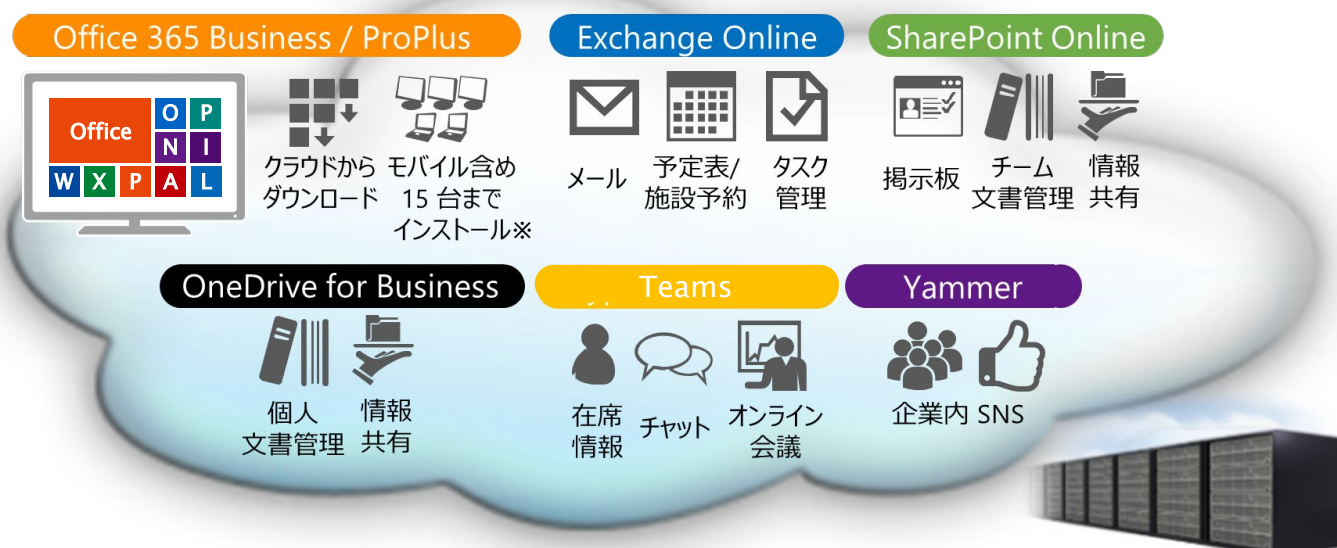 Office 365 Business / ProPlus
Exchange Online
SharePoint Online
Office
O P
N I
W X P A L
クラウドから
ダウンロード
モバイル含め
15 台まで
インストール※
メール
予定表/
施設予約
タスク
管理
掲示板
チーム
文書管理
情報
共有
OneDrive for Business
Teams
Yammer
個人
文書管理
情報
共有
在席
情報
チャット
オンライン
会議
企業内 SNS